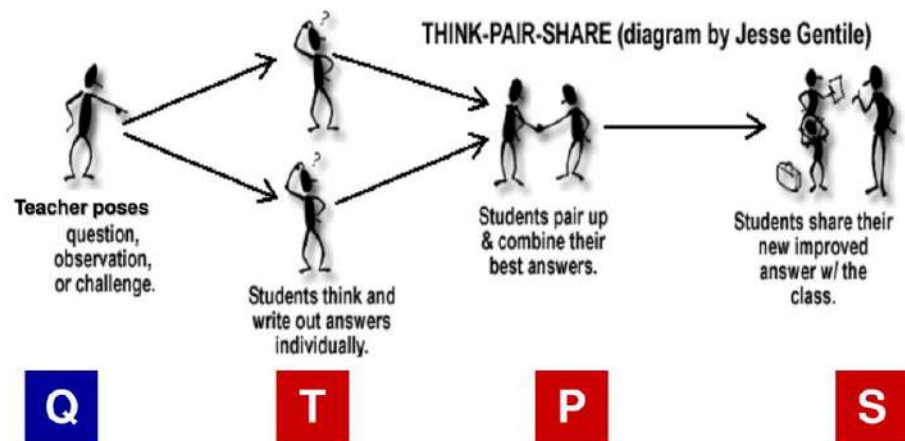 THINK-PAIR-SHARE (diagram by Jesse Gentile)
?
?
Teacher poses
question,
observation,
or challenge.
Students think and
write out answers
individually.
Students pair up
& combine their
best answers.
Students share their
new improved
answer w/ the
class.
Q
T
P
S